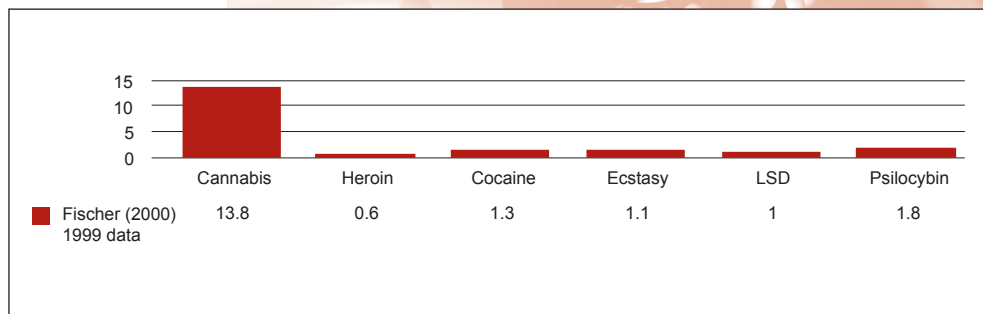 15
10
5
0
Cannabis Heroin Cocaine Ecstasy LSD Psilocybin
Fischer (2000) 13.8 0.6 1.3 1.1 1 1.8
1999 data